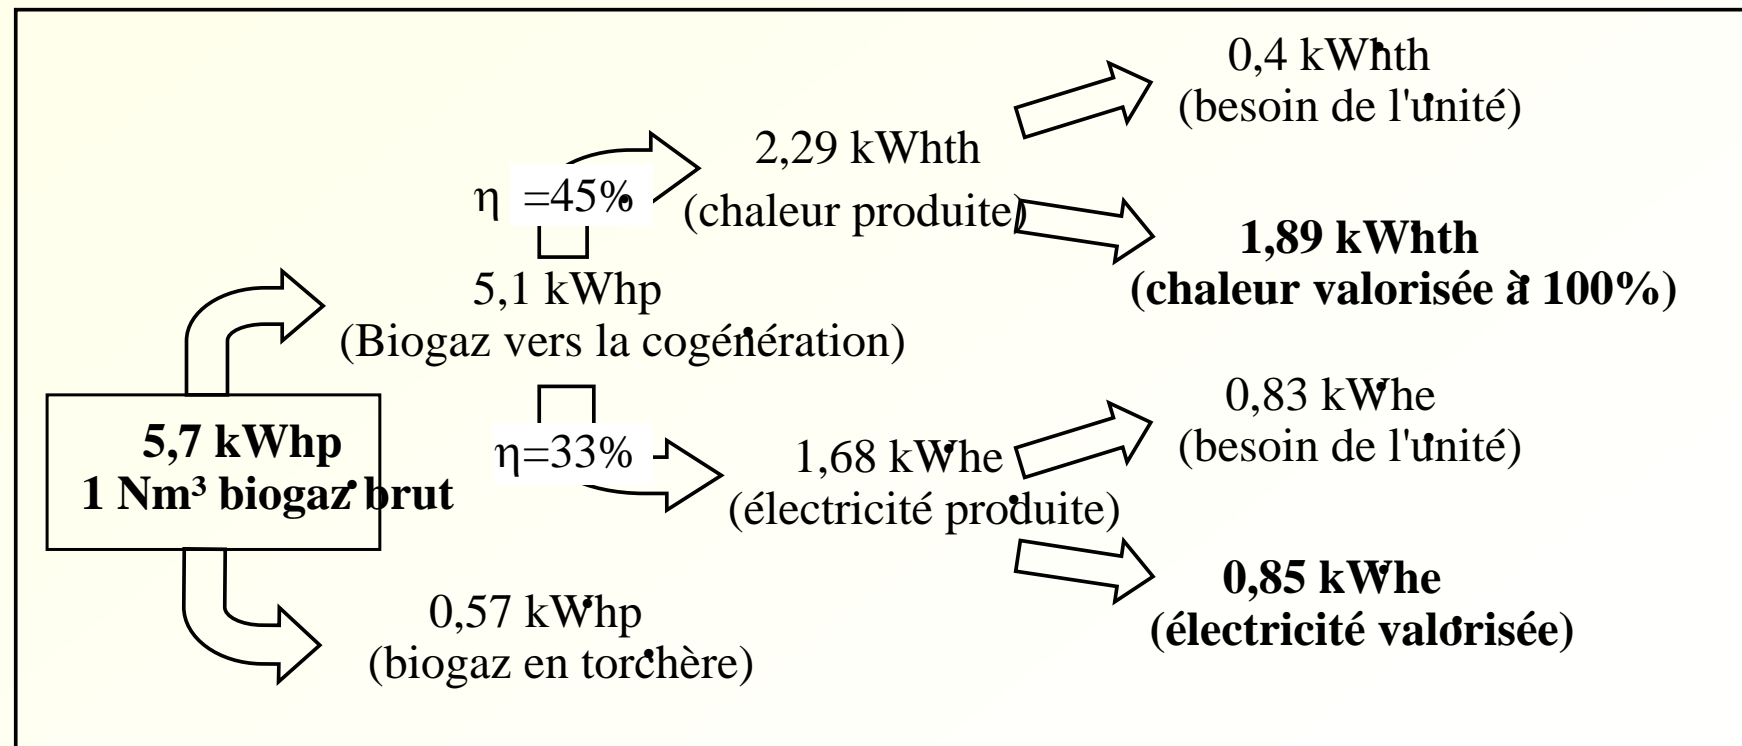 0,4 kWhth
(besoin de l'unité)
2,29 kWhth
(chaleur produite)
η =45%
1,89 kWhth
(chaleur valorisée à 100%)
5,1 kWhp
(Biogaz vers la cogénération)
0,83 kWhe
(besoin de l'unité)
5,7 kWhp
1 Nm³ biogaz brut
η=33%
1,68 kWhe
(électricité produite)
0,85 kWhe
(électricité valorisée)
0,57 kWhp
(biogaz en torchère)